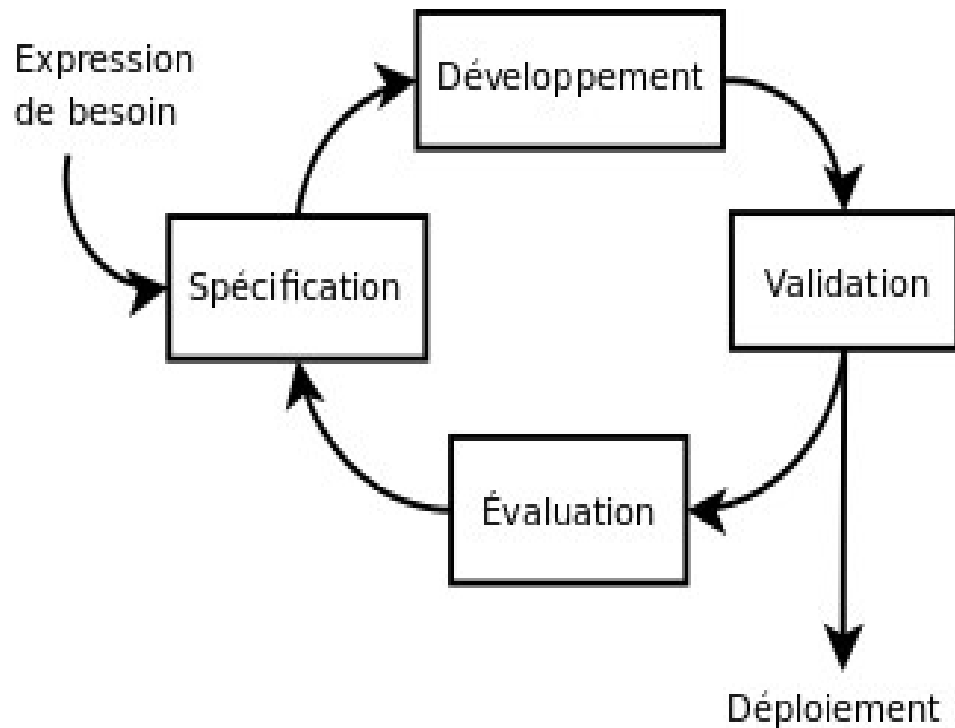 Expression
de besoin
Développement
Spécification
Validation
Évaluation
Déploiement